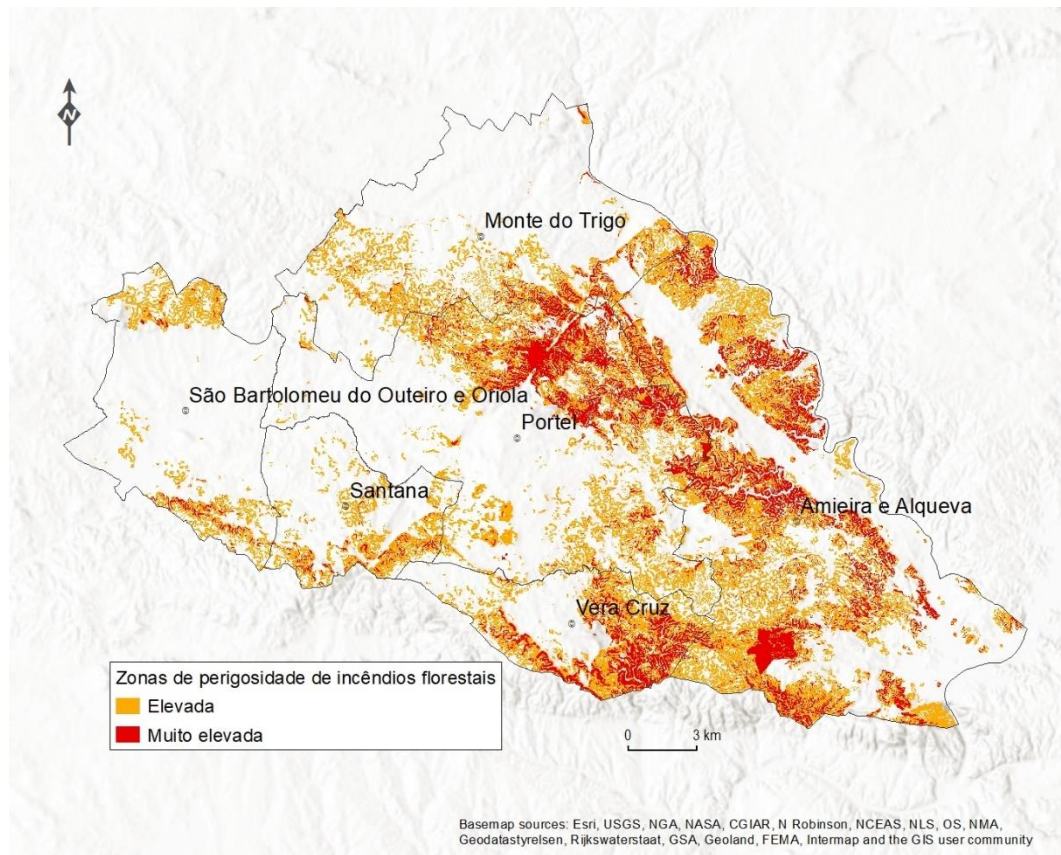 N
Monte do Trigo
São Bartolomeu do Outeiro e Oriola
Portel
Santana
Amieira e Alqueva
Vera Cruz
Zonas de perigosidade de incêndios florestais
Elevada
Muito elevada
0 3 km
Basemap sources: Esri, USGS, NGA, NASA, CGIAR, N Robinson, NCEAS, NLS, OS, NMA,
Geodatastyrelsen, Rijkswaterstaat, GSA, Geoland, FEMA, Intermap and the GIS user community